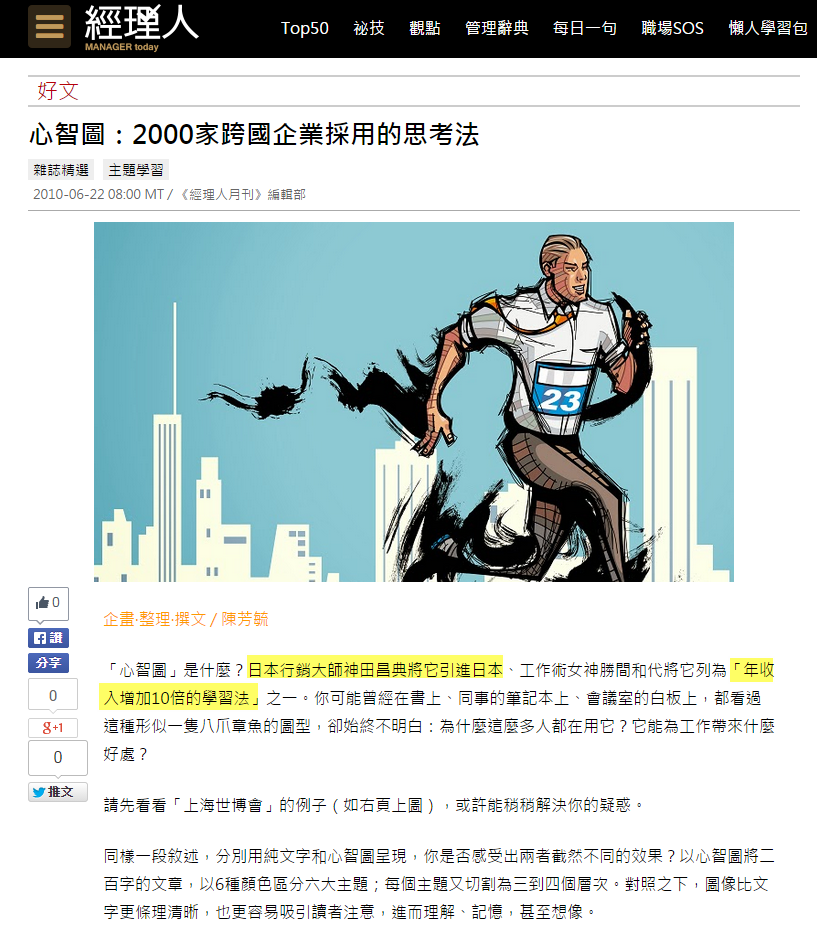 經理人
MANAGER today
Top50 祕技 觀點 管理辭典 每日一句 職場SOS 懶人學習包
好文
心智圖：2000家跨國企業採用的思考法
雜誌精選 主題學習
2010-06-22 08:00 MT / 《經理人月刊》編輯部
23
0
讚
分享
0
g+1
0
推文
企畫‧整理‧撰文 / 陳芳毓
「心智圖」是什麼？日本行銷大師神田昌典將它引進日本、工作術女神勝間和代將它列為「年收
入增加10倍的學習法」之一。你可能曾經在書上、同事的筆記本上、會議室的白板上，都看過
這種形似一隻八爪章魚的圖型，卻始終不明白：為什麼這麼多人都在用它？它能為工作帶來什麼
好處？
請先看看「上海世博會」的例子（如右頁上圖），或許能稍稍解決你的疑惑。
同樣一段敘述，分別用純文字和心智圖呈現，你是否感受出兩者截然不同的效果？以心智圖將二
百字的文章，以6種顏色區分六大主題；每個主題又切割為三到四個層次。對照之下，圖像比文
字更條理清晰，也更容易吸引讀者注意，進而理解、記憶，甚至想像。